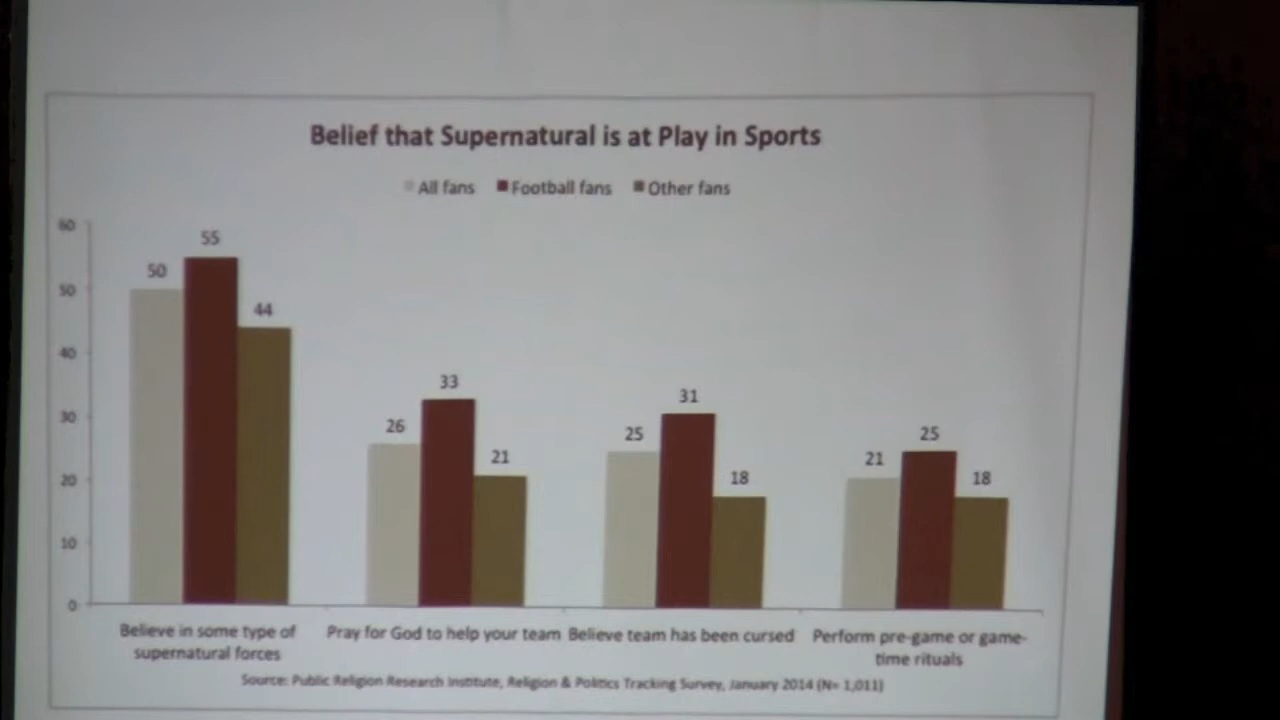 Belief that Supernatural is at Play in Sports
All fans Football fans Other fans
60
50
40
30
20
10
0
50
55
44
26
33
21
25
31
18
21
25
18
Believe in some type of
supernatural forces
Pray for God to help your team
Believe team has been cursed
Perform pre-game or game-
time rituals
Source: Public Religion Research Institute, Religion & Politics Tracking Survey, January 2014 (N= 1,011)